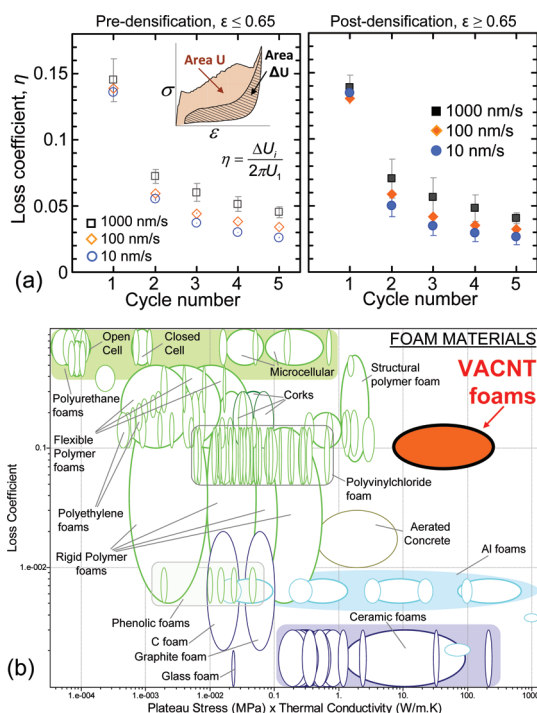 Pre-densification, ε ≤ 0.65
Post-densification, ε ≥ 0.65
Loss coefficient, η
0.15
0.10
0.05
0
Area U
Area
ΔU
σ
ε
η = ΔUᵢ / 2πU₁
1000 nm/s
100 nm/s
10 nm/s
1 2 3 4 5
Cycle number
1000 nm/s
100 nm/s
10 nm/s
1 2 3 4 5
Cycle number
(a)
FOAM MATERIALS
Open
Cell
Closed
Cell
Microcellular
Structural
polymer foam
VACNT
foams
Polyurethane
foams
Corks
Flexible
Polymer
foams
Polyvinylchloride
foam
Polyethylene
foams
Aerated
Concrete
Rigid Polymer
foams
Al foams
Phenolic foams
C foam
Graphite foam
Glass foam
Ceramic foams
Loss Coefficient
0.1
1.e-002
(b)
1.e-004 1.e-003 1.e-002 0.1 1. 10. 100.
Plateau Stress (MPa) x Thermal Conductivity (W/m.K)